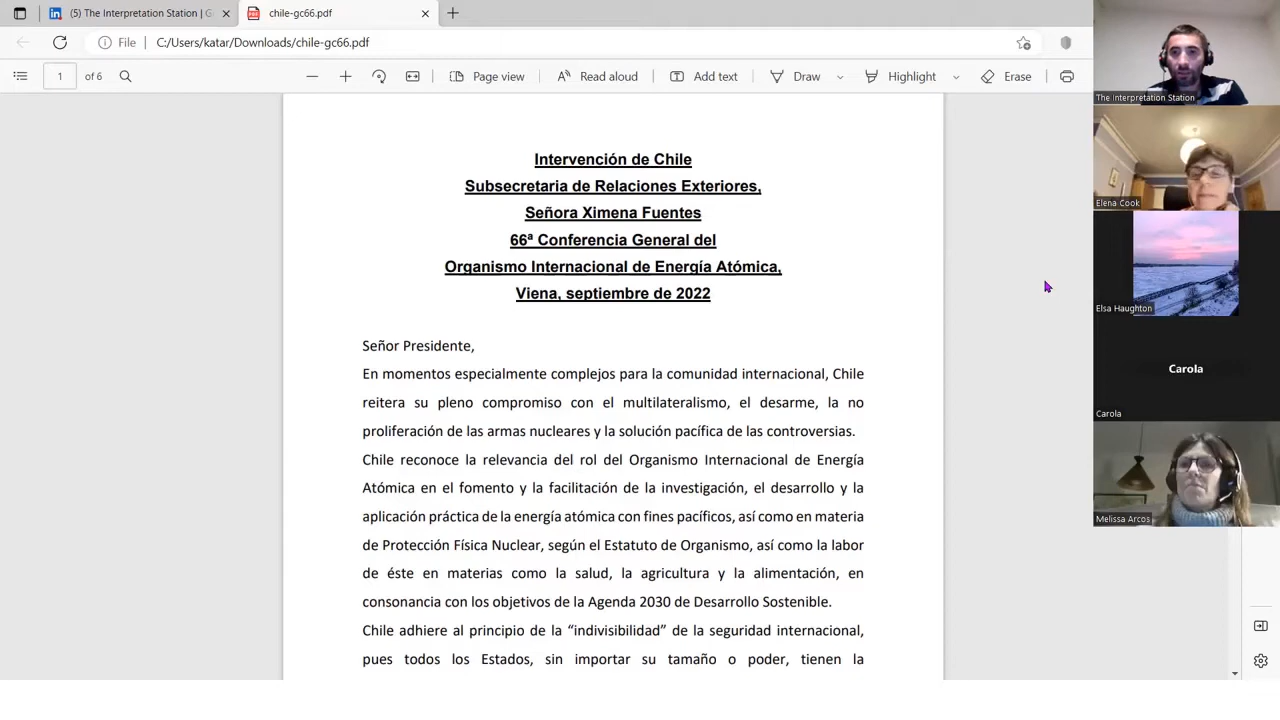 (5) The Interpretation Station | G
chile-gc66.pdf
File
C:/Users/katar/Downloads/chile-gc66.pdf
1
of 6
Page view
Read aloud
Add text
Draw
Highlight
Erase
Intervención de Chile
Subsecretaria de Relaciones Exteriores,
Señora Ximena Fuentes
66ª Conferencia General del
Organismo Internacional de Energía Atómica,
Viena, septiembre de 2022
Señor Presidente,
En momentos especialmente complejos para la comunidad internacional, Chile
reitera su pleno compromiso con el multilateralismo, el desarme, la no
proliferación de las armas nucleares y la solución pacífica de las controversias.
Chile reconoce la relevancia del rol del Organismo Internacional de Energía
Atómica en el fomento y la facilitación de la investigación, el desarrollo y la
aplicación práctica de la energía atómica con fines pacíficos, así como en materia
de Protección Física Nuclear, según el Estatuto de Organismo, así como la labor
de éste en materias como la salud, la agricultura y la alimentación, en
consonancia con los objetivos de la Agenda 2030 de Desarrollo Sostenible.
Chile adhiere al principio de la “indivisibilidad” de la seguridad internacional,
pues todos los Estados, sin importar su tamaño o poder, tienen la
The Interpretation Station
Elena Cook
Elsa Haughton
Carola
Carola
Melissa Arcos